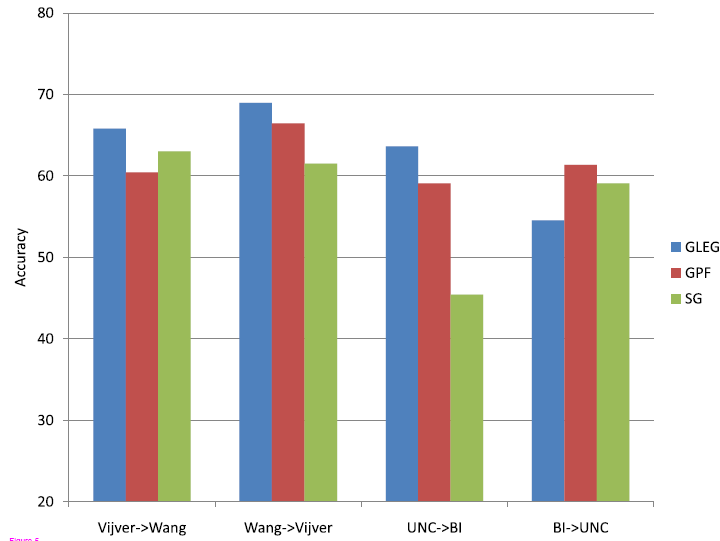 80
70
60
50
40
30
20
Accuracy
Vijver->Wang
Wang->Vijver
UNC->BI
BI->UNC
GLEG
GPF
SG